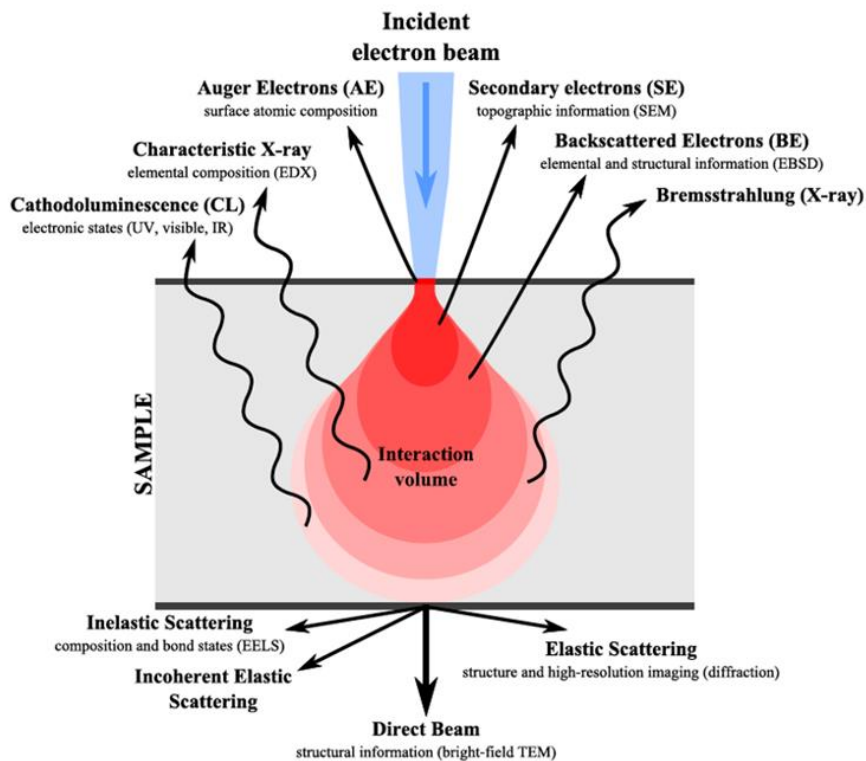 Incident
electron beam
Auger Electrons (AE)
surface atomic composition
Secondary electrons (SE)
topographic information (SEM)
Characteristic X-ray
elemental composition (EDX)
Backscattered Electrons (BE)
elemental and structural information (EBSD)
Cathodoluminescence (CL)
electronic states (UV, visible, IR)
Bremsstrahlung (X-ray)
SAMPLE
Interaction
volume
Inelastic Scattering
composition and bond states (EELS)
Incoherent Elastic
Scattering
Elastic Scattering
structure and high-resolution imaging (diffraction)
Direct Beam
structural information (bright-field TEM)